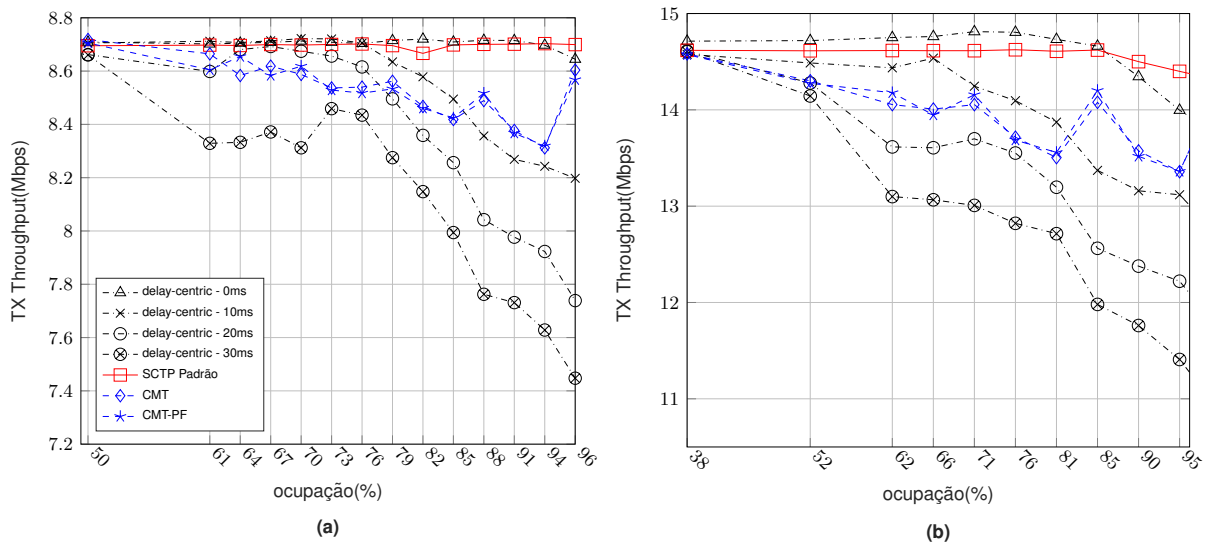 8.8
8.6
8.4
8.2
8
7.8
7.6
7.4
7.2
TX Throughput(Mbps)
delay-centric - 0ms
delay-centric - 10ms
delay-centric - 20ms
delay-centric - 30ms
SCTP Padrão
CMT
CMT-PF
50
61
64
67
70
73
76
79
82
85
88
91
94
96
ocupação(%)
(a)
15
14
13
12
11
TX Throughput(Mbps)
38
52
62
66
71
76
81
85
90
95
ocupação(%)
(b)